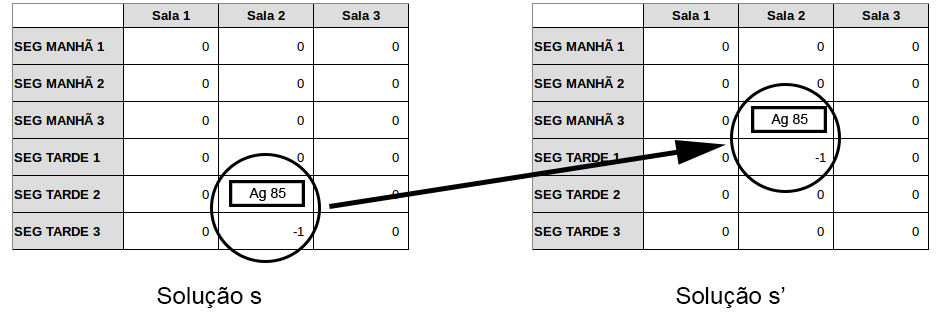 Sala 1 Sala 2 Sala 3
SEG MANHÃ 1 0 0 0
SEG MANHÃ 2 0 0 0
SEG MANHÃ 3 0 0 0
SEG TARDE 1 0 0 0
SEG TARDE 2 0 Ag 85 0
SEG TARDE 3 0 -1 0
Solução s
Sala 1 Sala 2 Sala 3
SEG MANHÃ 1 0 0 0
SEG MANHÃ 2 0 0 0
SEG MANHÃ 3 0 Ag 85 0
SEG TARDE 1 0 -1 0
SEG TARDE 2 0 0 0
SEG TARDE 3 0 0 0
Solução s’